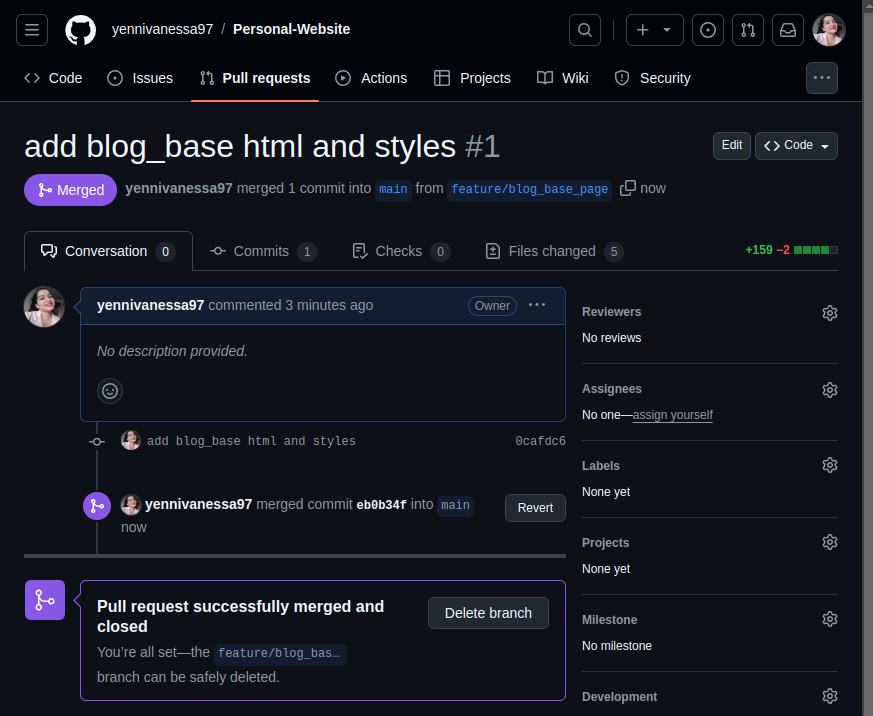 yennivanessa97 / Personal-Website
Code Issues Pull requests Actions Projects Wiki Security
add blog_base html and styles #1
Edit Code
Merged yennivanessa97 merged 1 commit into main from feature/blog_base_page now
Conversation 0 Commits 1 Checks 0 Files changed 5 +159 −2
yennivanessa97 commented 3 minutes ago Owner
No description provided.
add blog_base html and styles 0cafdc6
yennivanessa97 merged commit eb0b34f into main
now
Revert
Pull request successfully merged and
closed
You're all set—the feature/blog_bas…
branch can be safely deleted.
Delete branch
Reviewers
No reviews
Assignees
No one—assign yourself
Labels
None yet
Projects
None yet
Milestone
No milestone
Development